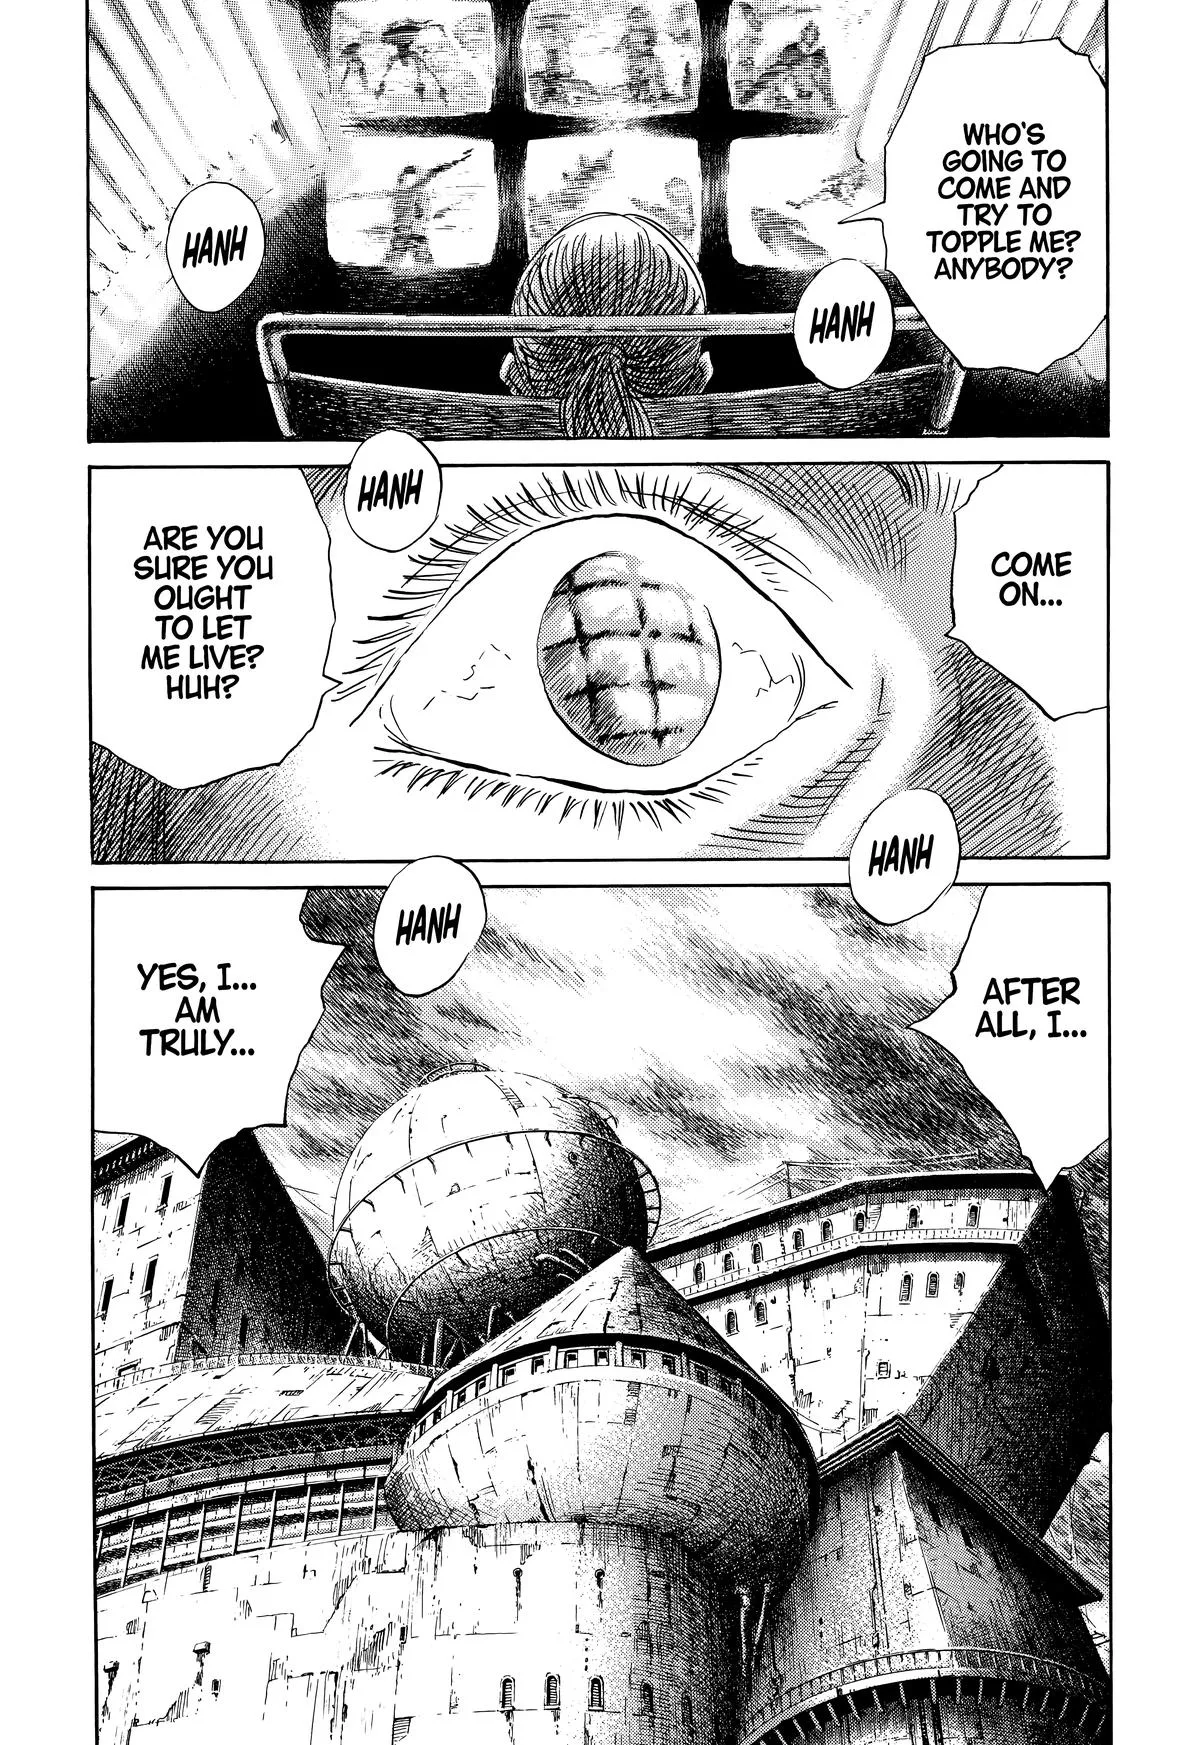 WHO'S
GOING TO
COME AND
TRY TO
TOPPLE ME?
ANYBODY?
HANH
HANH
COME
ON...
HANH
ARE YOU
SURE YOU
OUGHT
TO LET
ME LIVE?
HUH?
HANH
AFTER
ALL, I...
HANH
YES, I...
AM
TRULY...